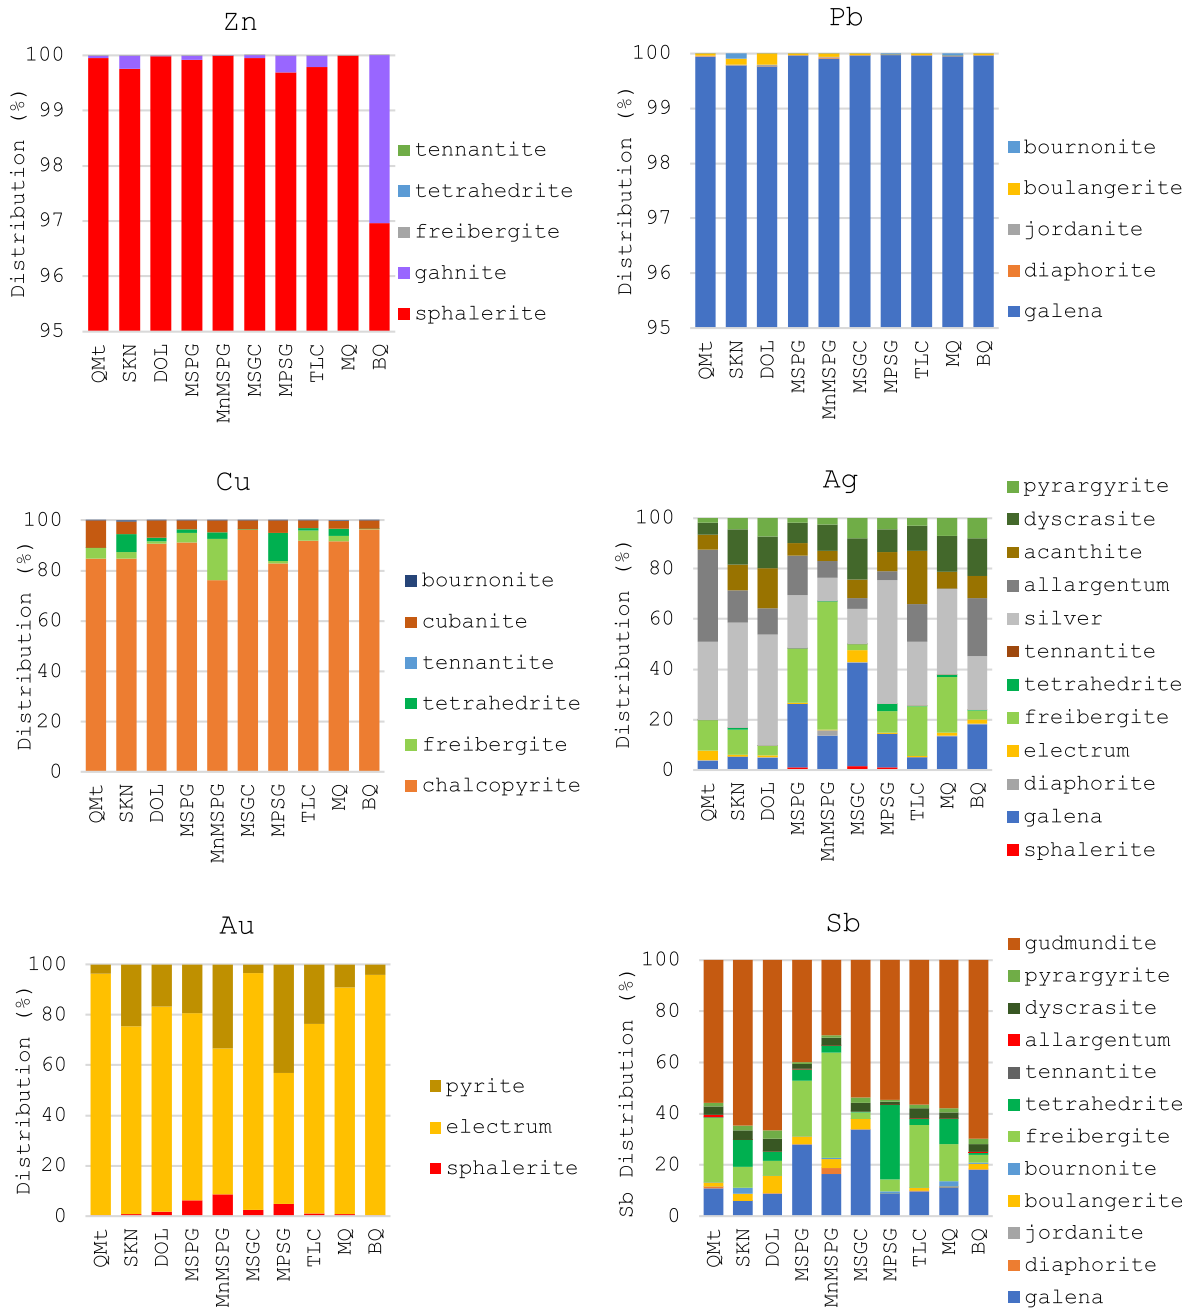 Zn
Distribution (%)
100
99
98
97
96
95
QMt
SKN
DOL
MSPG
MnMSPG
MSGC
MPSG
TLC
MQ
BQ
tennantite
tetrahedrite
freibergite
gahnite
sphalerite
Pb
Distribution (%)
100
99
98
97
96
95
QMt
SKN
DOL
MSPG
MnMSPG
MSGC
MPSG
TLC
MQ
BQ
bournonite
boulangerite
jordanite
diaphorite
galena
Cu
Distribution (%)
100
80
60
40
20
0
QMt
SKN
DOL
MSPG
MnMSPG
MSGC
MPSG
TLC
MQ
BQ
bournonite
cubanite
tennantite
tetrahedrite
freibergite
chalcopyrite
Ag
Distribution (%)
100
80
60
40
20
0
QMt
SKN
DOL
MSPG
MnMSPG
MSGC
MPSG
TLC
MQ
BQ
pyrargyrite
dyscrasite
acanthite
allargentum
silver
tennantite
tetrahedrite
freibergite
electrum
diaphorite
galena
sphalerite
Au
Distribution (%)
100
80
60
40
20
0
QMt
SKN
DOL
MSPG
MnMSPG
MSGC
MPSG
TLC
MQ
BQ
pyrite
electrum
sphalerite
Sb
Sb Distribution (%)
100
80
60
40
20
0
QMt
SKN
DOL
MSPG
MnMSPG
MSGC
MPSG
TLC
MQ
BQ
gudmundite
pyrargyrite
dyscrasite
allargentum
tennantite
tetrahedrite
freibergite
bournonite
boulangerite
jordanite
diaphorite
galena